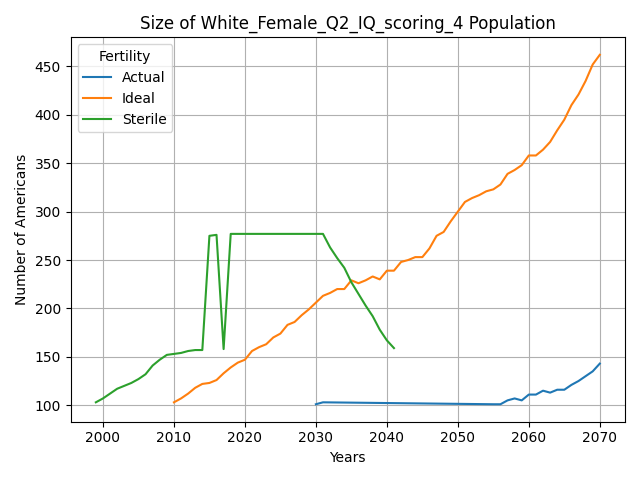 Size of White_Female_Q2_IQ_scoring_4 Population
Fertility
Actual
Ideal
Sterile
Number of Americans
450
400
350
300
250
200
150
100
2000 2010 2020 2030 2040 2050 2060 2070
Years